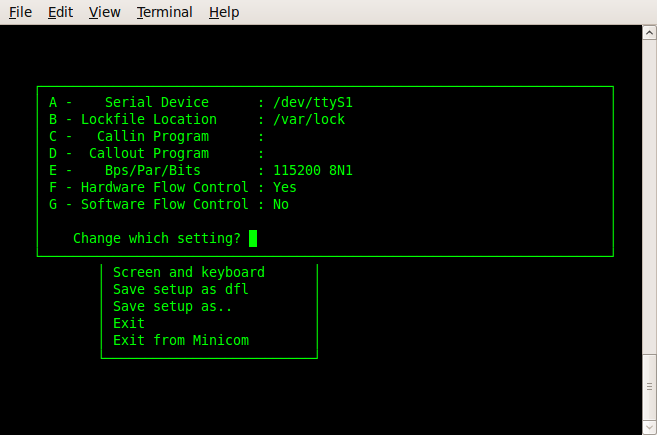 File Edit View Terminal Help
A - Serial Device : /dev/ttyS1
B - Lockfile Location : /var/lock
C - Callin Program :
D - Callout Program :
E - Bps/Par/Bits : 115200 8N1
F - Hardware Flow Control : Yes
G - Software Flow Control : No
Change which setting?
Screen and keyboard
Save setup as dfl
Save setup as..
Exit
Exit from Minicom